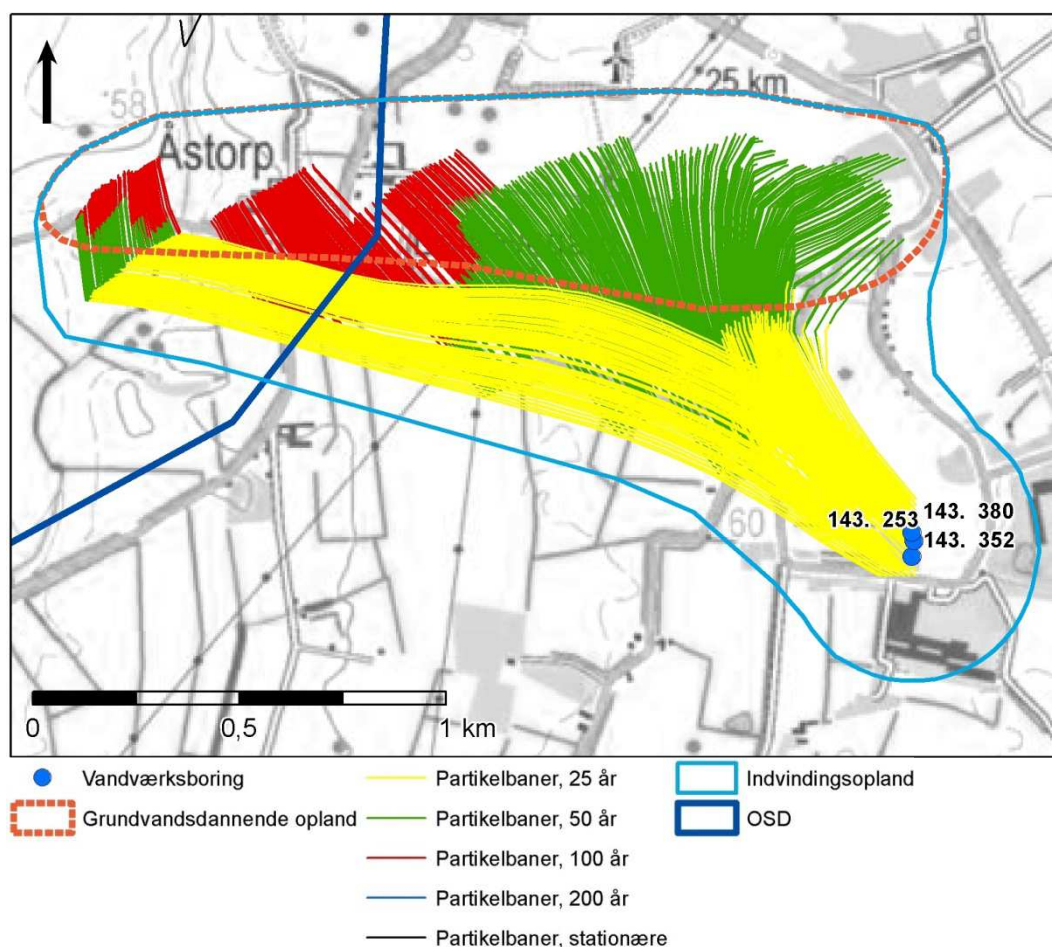 58
25 km
Åstorp
143. 253
143. 380
143. 352
60
0
0,5
1 km
Vandværksboring
Grundvandsdannende opland
Partikelbaner, 25 år
Partikelbaner, 50 år
Partikelbaner, 100 år
Partikelbaner, 200 år
Partikelbaner, stationære
Indvindingsopland
OSD